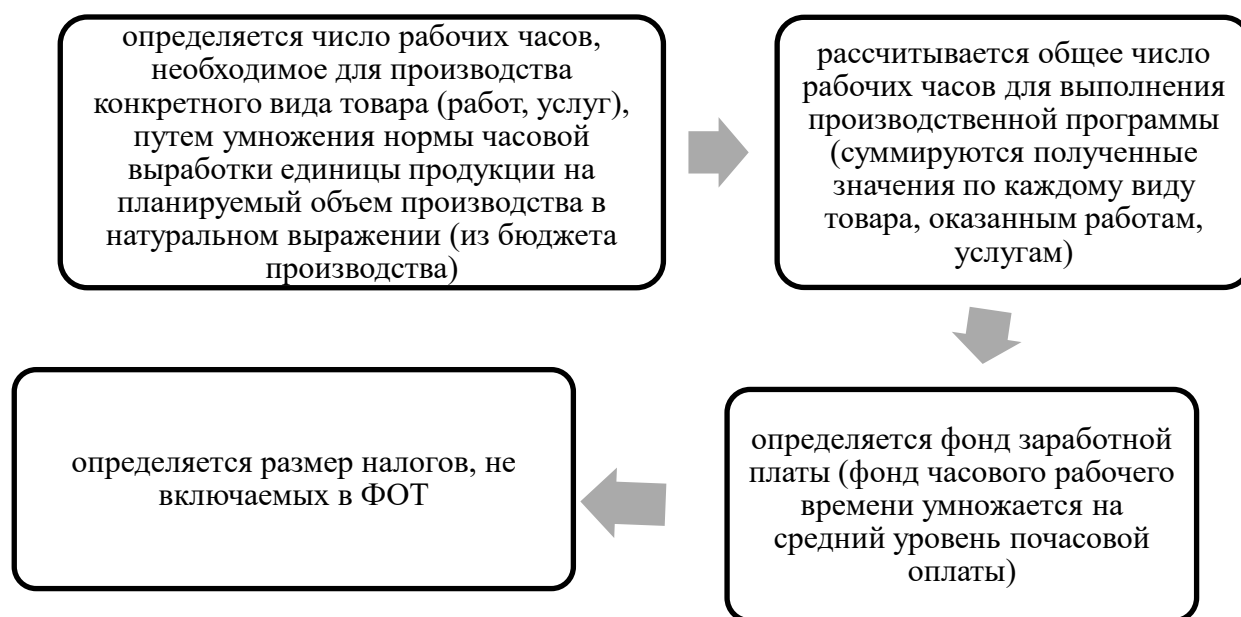 определяется число рабочих часов,
необходимое для производства
конкретного вида товара (работ, услуг),
путем умножения нормы часовой
выработки единицы продукции на
планируемый объем производства в
натуральном выражении (из бюджета
производства)
рассчитывается общее число
рабочих часов для выполнения
производственной программы
(суммируются полученные
значения по каждому виду
товара, оказанным работам,
услугам)
определяется фонд заработной
платы (фонд часового рабочего
времени умножается на
средний уровень почасовой
оплаты)
определяется размер налогов, не
включаемых в ФОТ